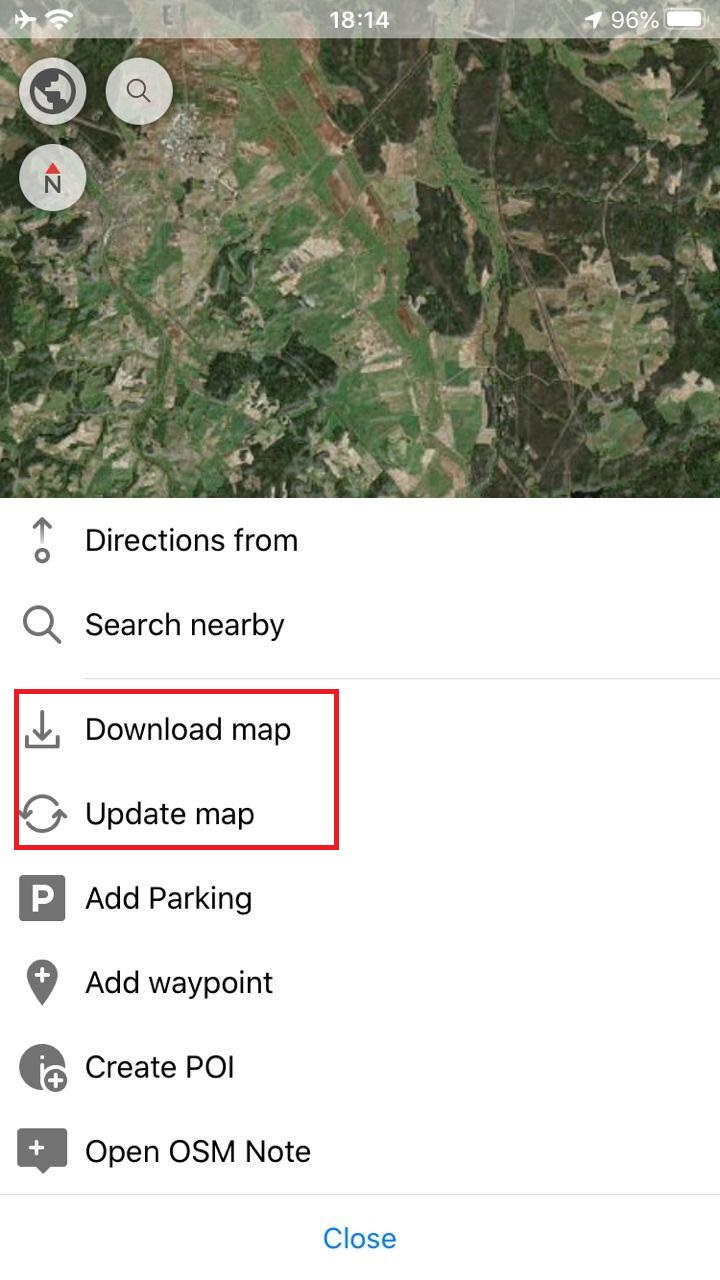 18:14
96%
N
Directions from
Search nearby
Download map
Update map
P Add Parking
Add waypoint
Create POI
Open OSM Note
Close